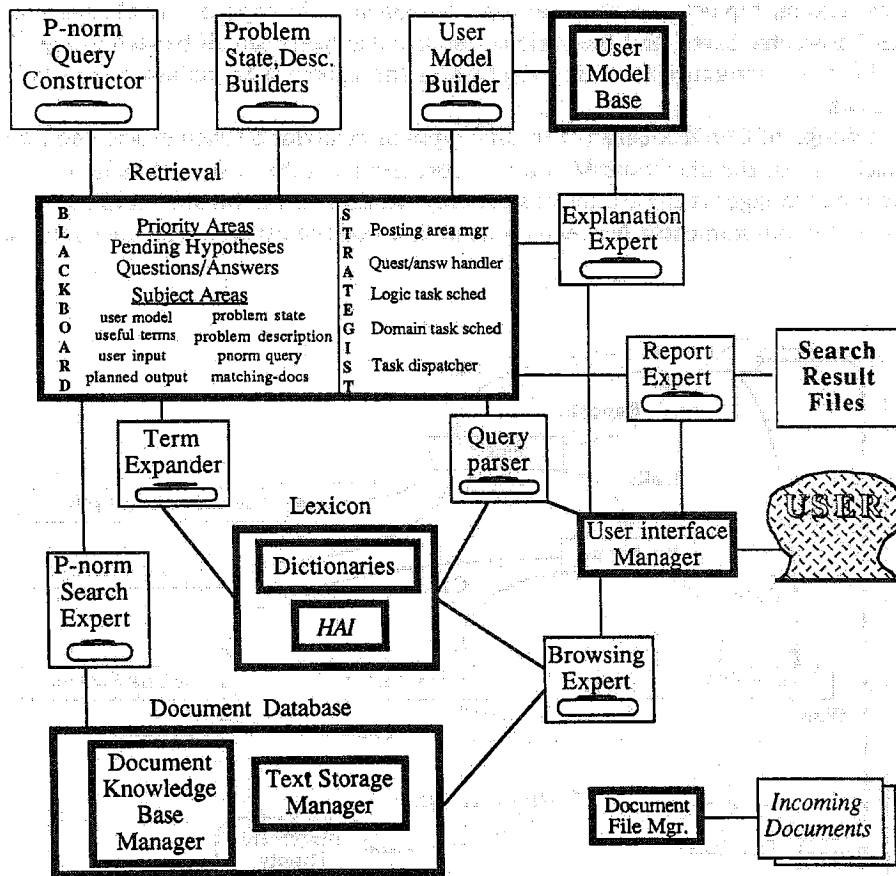 P-norm
Query
Constructor
Problem
State,Desc.
Builders
User
Model
Builder
User
Model
Base
Retrieval
BLACKBOARD
Priority Areas
Pending Hypotheses
Questions/Answers
Subject Areas
user model problem state
useful terms problem description
user input pnorm query
planned output matching-docs
STRATEGIST
Posting area mgr
Quest/answ handler
Logic task sched
Domain task sched
Task dispatcher
Explanation
Expert
Report
Expert
Search
Result
Files
Term
Expander
Query
parser
Lexicon
Dictionaries
HAI
User interface
Manager
USER
P-norm
Search
Expert
Browsing
Expert
Document Database
Document
Knowledge
Base
Manager
Text Storage
Manager
Document
File Mgr.
Incoming
Documents